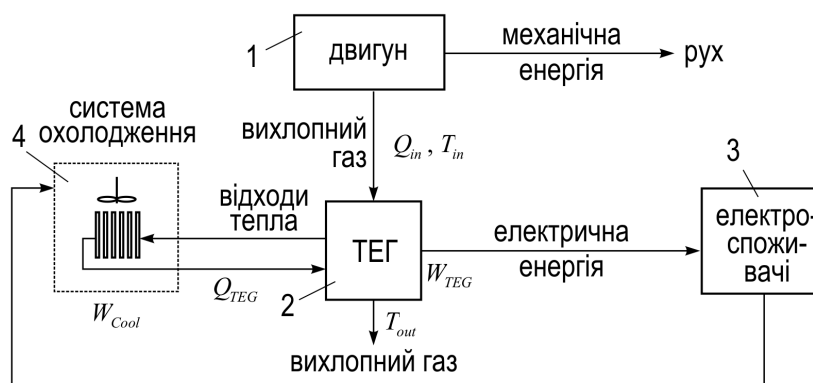 1
двигун
механічна
енергія
рух
система
охолодження
4
вихлопний
газ
Q_in , T_in
3
відходи
тепла
ТЕГ
електрична
енергія
електро-
споживи-
вачі
Q_TEG
2
W_TEG
W_Cool
T_out
вихлопний газ